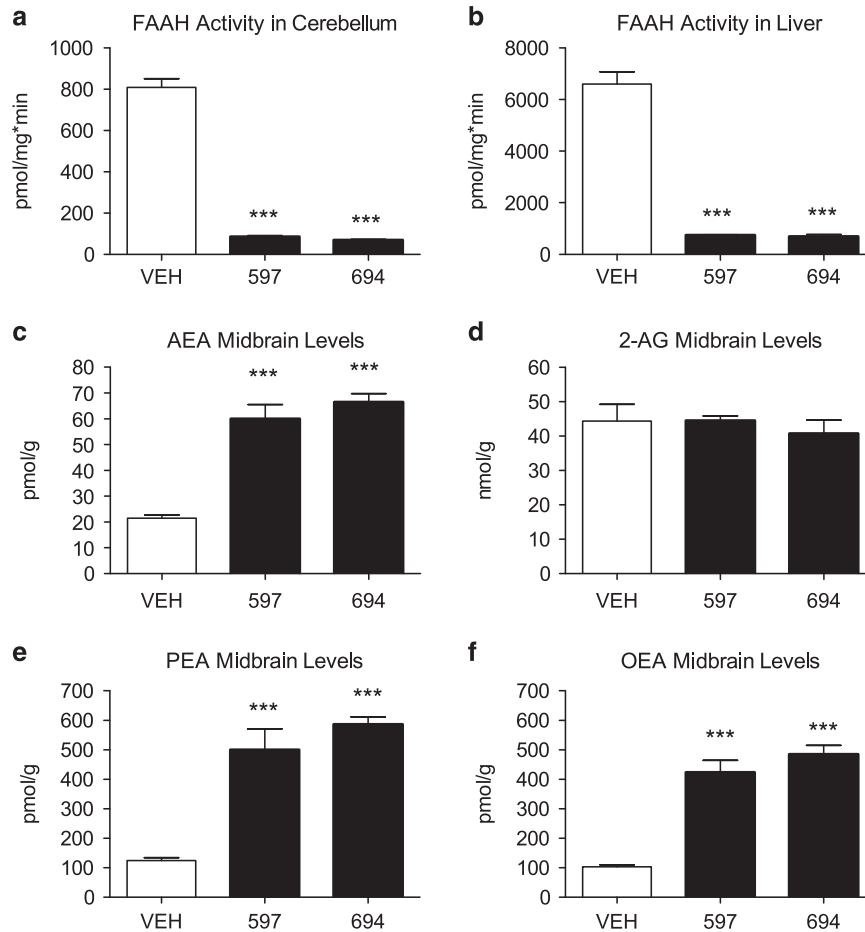 a FAAH Activity in Cerebellum
1000
800
600
400
200
0
pmol/mg*min
***
***
VEH 597 694
b FAAH Activity in Liver
8000
6000
4000
2000
0
pmol/mg*min
***
***
VEH 597 694
c AEA Midbrain Levels
80
70
60
50
40
30
20
10
0
pmol/g
***
***
VEH 597 694
d 2-AG Midbrain Levels
60
50
40
30
20
10
0
nmol/g
VEH 597 694
e PEA Midbrain Levels
700
600
500
400
300
200
100
0
pmol/g
***
***
VEH 597 694
f OEA Midbrain Levels
700
600
500
400
300
200
100
0
pmol/g
***
***
VEH 597 694